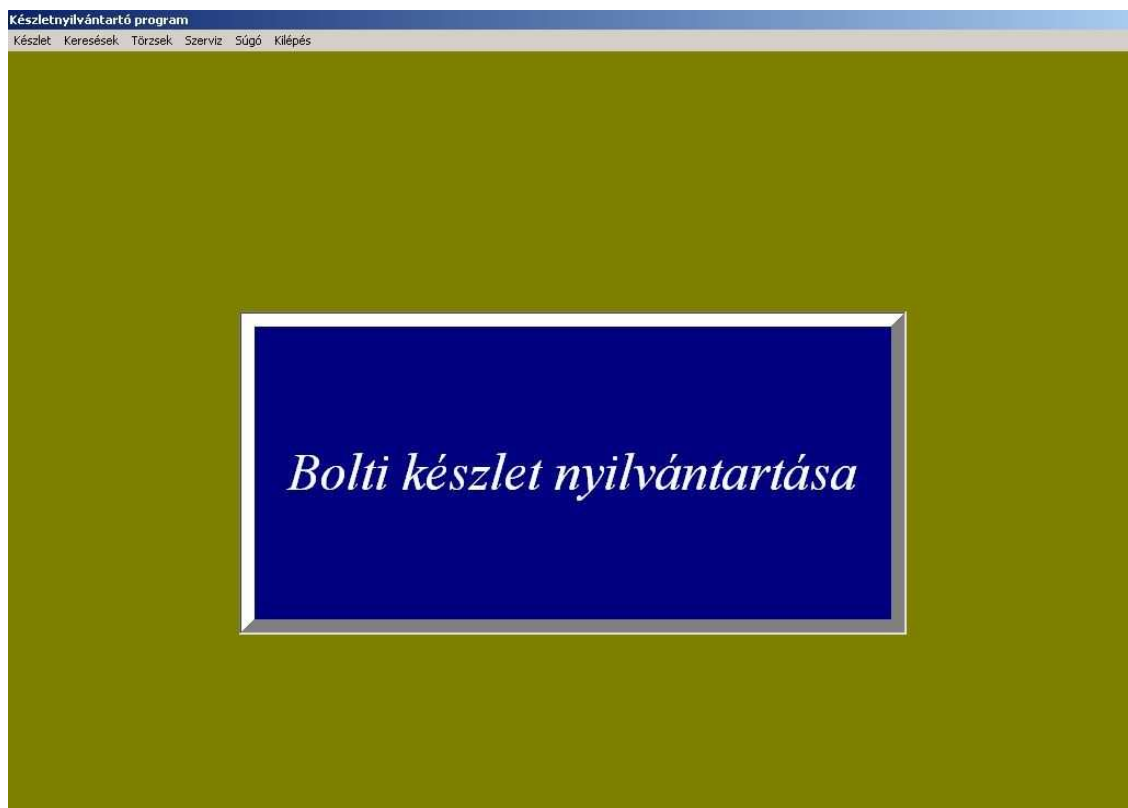 Készletnyilvántartó program
Készlet Keresések Törzsek Szerviz Súgó Kilépés
Bolti készlet nyilvántartása